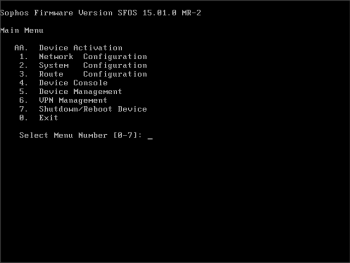 Sophos Firmware Version SFOS 15.01.0 MR-2
Main Menu
AA. Device Activation
1. Network Configuration
2. System Configuration
3. Route Configuration
4. Device Console
5. Device Management
6. VPN Management
7. Shutdown/Reboot Device
0. Exit
Select Menu Number [0-7]: _